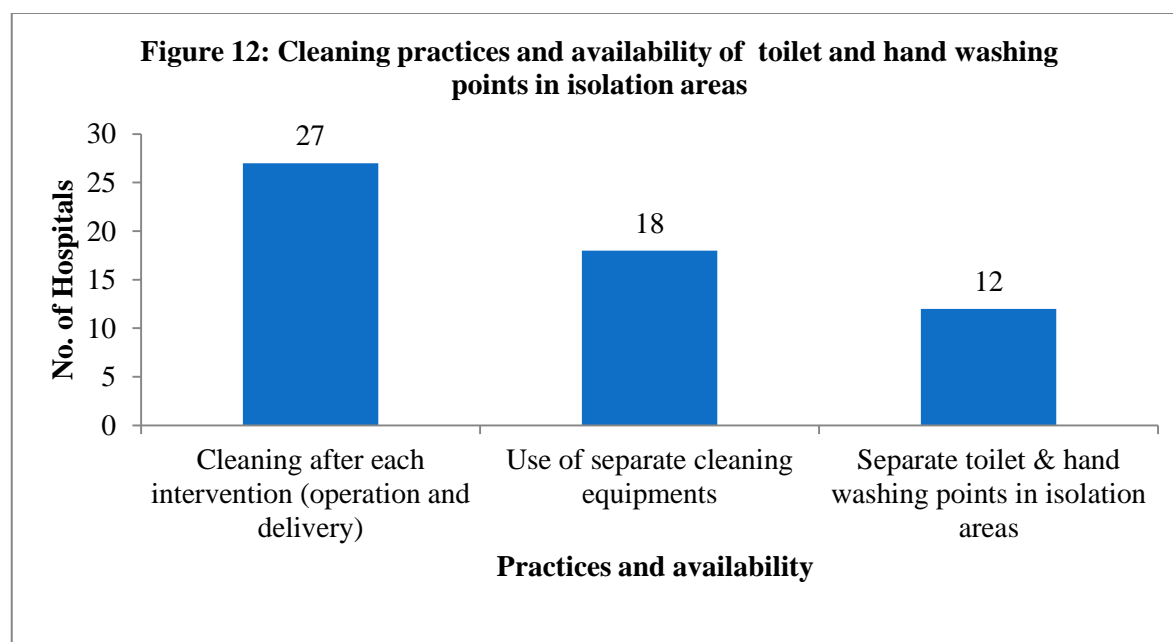 Figure 12: Cleaning practices and availability of toilet and hand washing
points in isolation areas
No. of Hospitals
30
25
20
15
10
5
0
27
18
12
Cleaning after each
intervention (operation and
delivery)
Use of separate cleaning
equipments
Separate toilet & hand
washing points in isolation
areas
Practices and availability